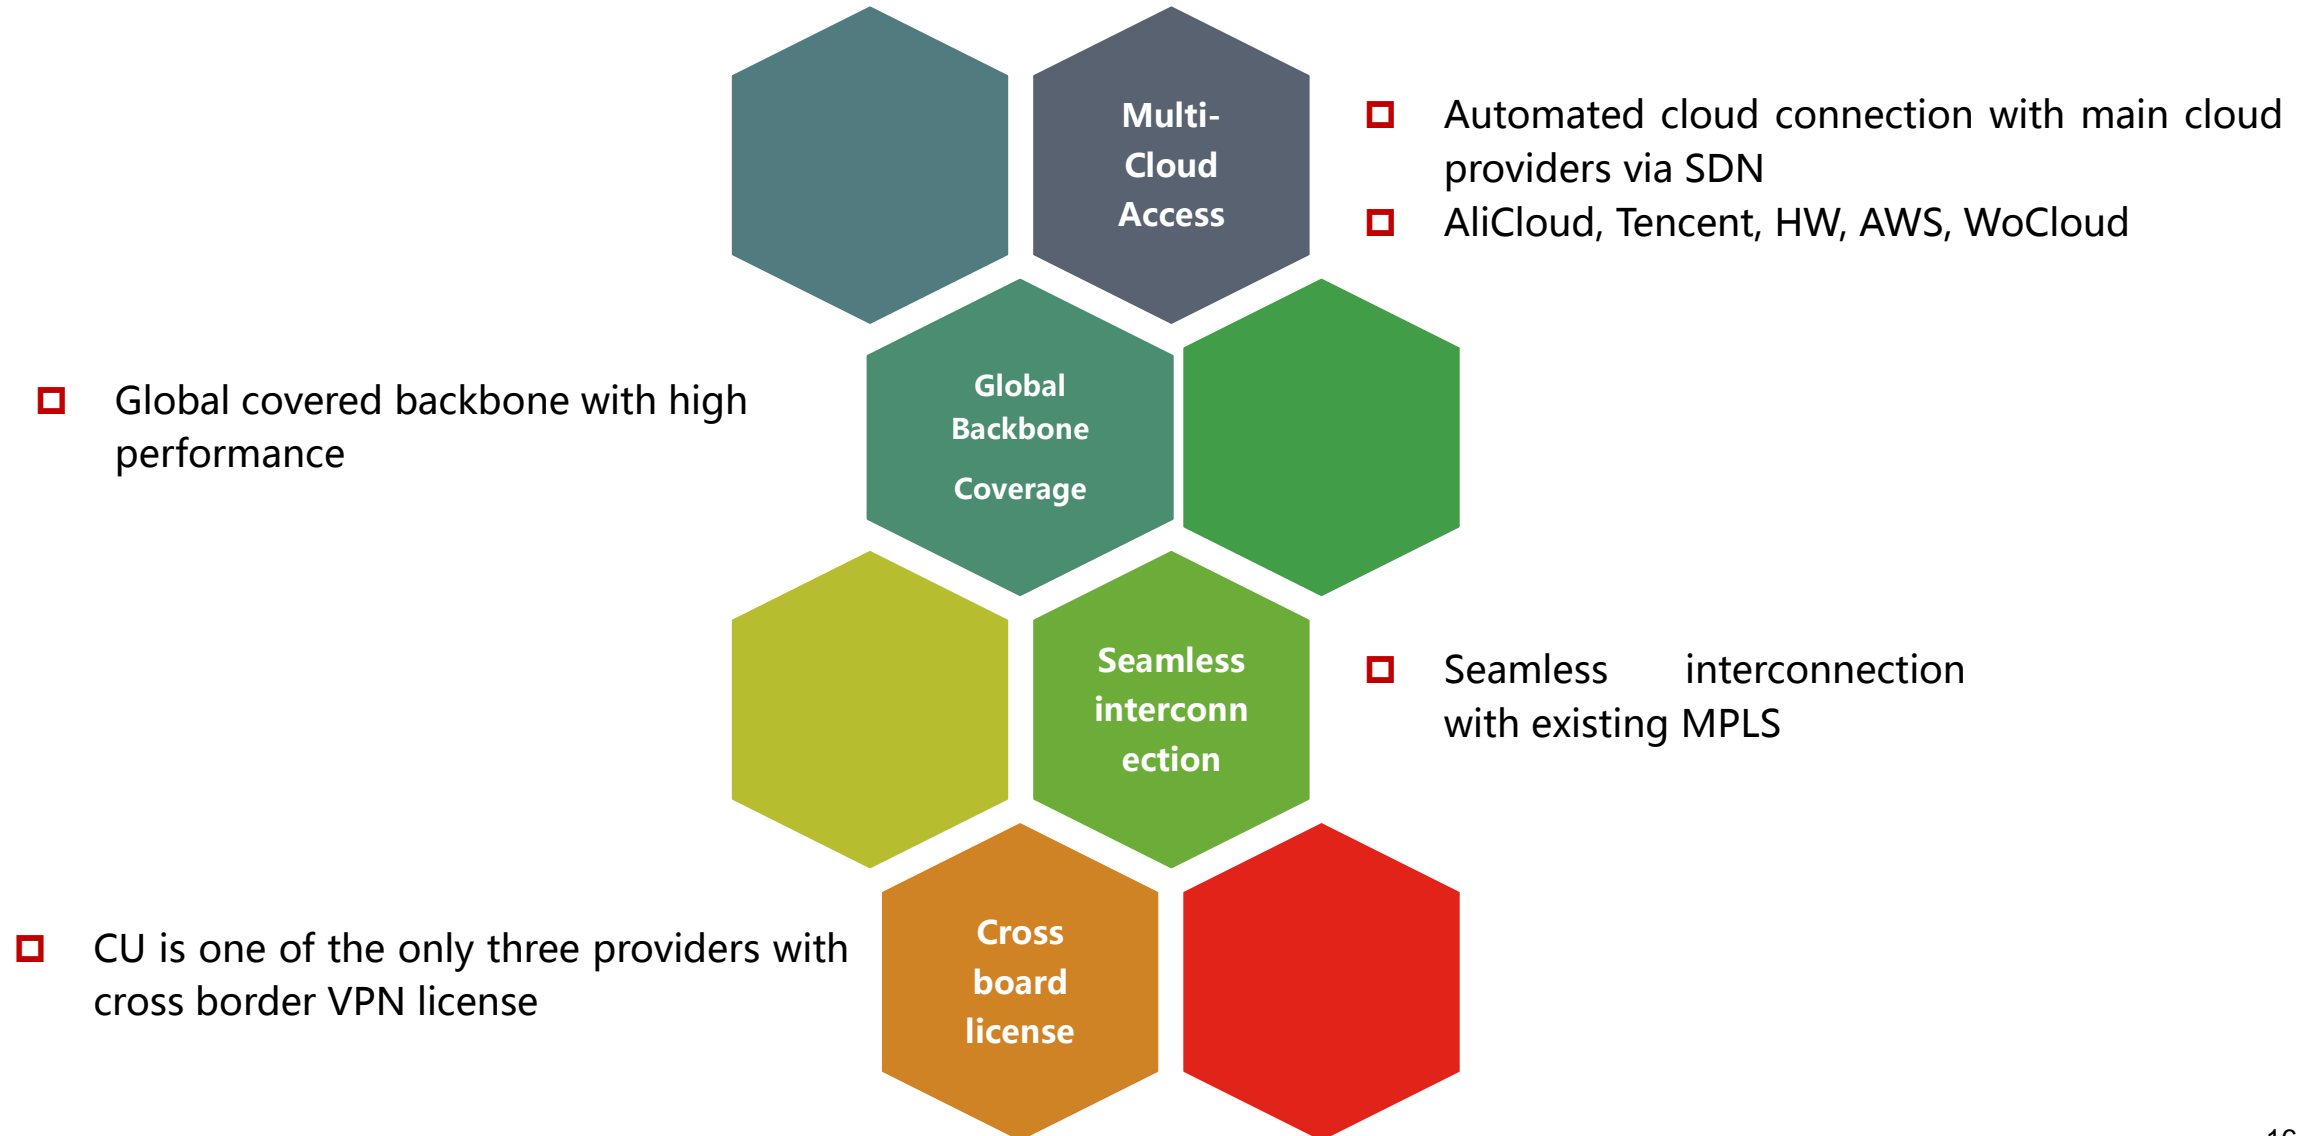 Multi-
Cloud
Access
Automated cloud connection with main cloud
providers via SDN
AliCloud, Tencent, HW, AWS, WoCloud
Global covered backbone with high
performance
Global
Backbone
Coverage
Seamless
interconn
ection
Seamless interconnection
with existing MPLS
CU is one of the only three providers with
cross border VPN license
Cross
board
license
16